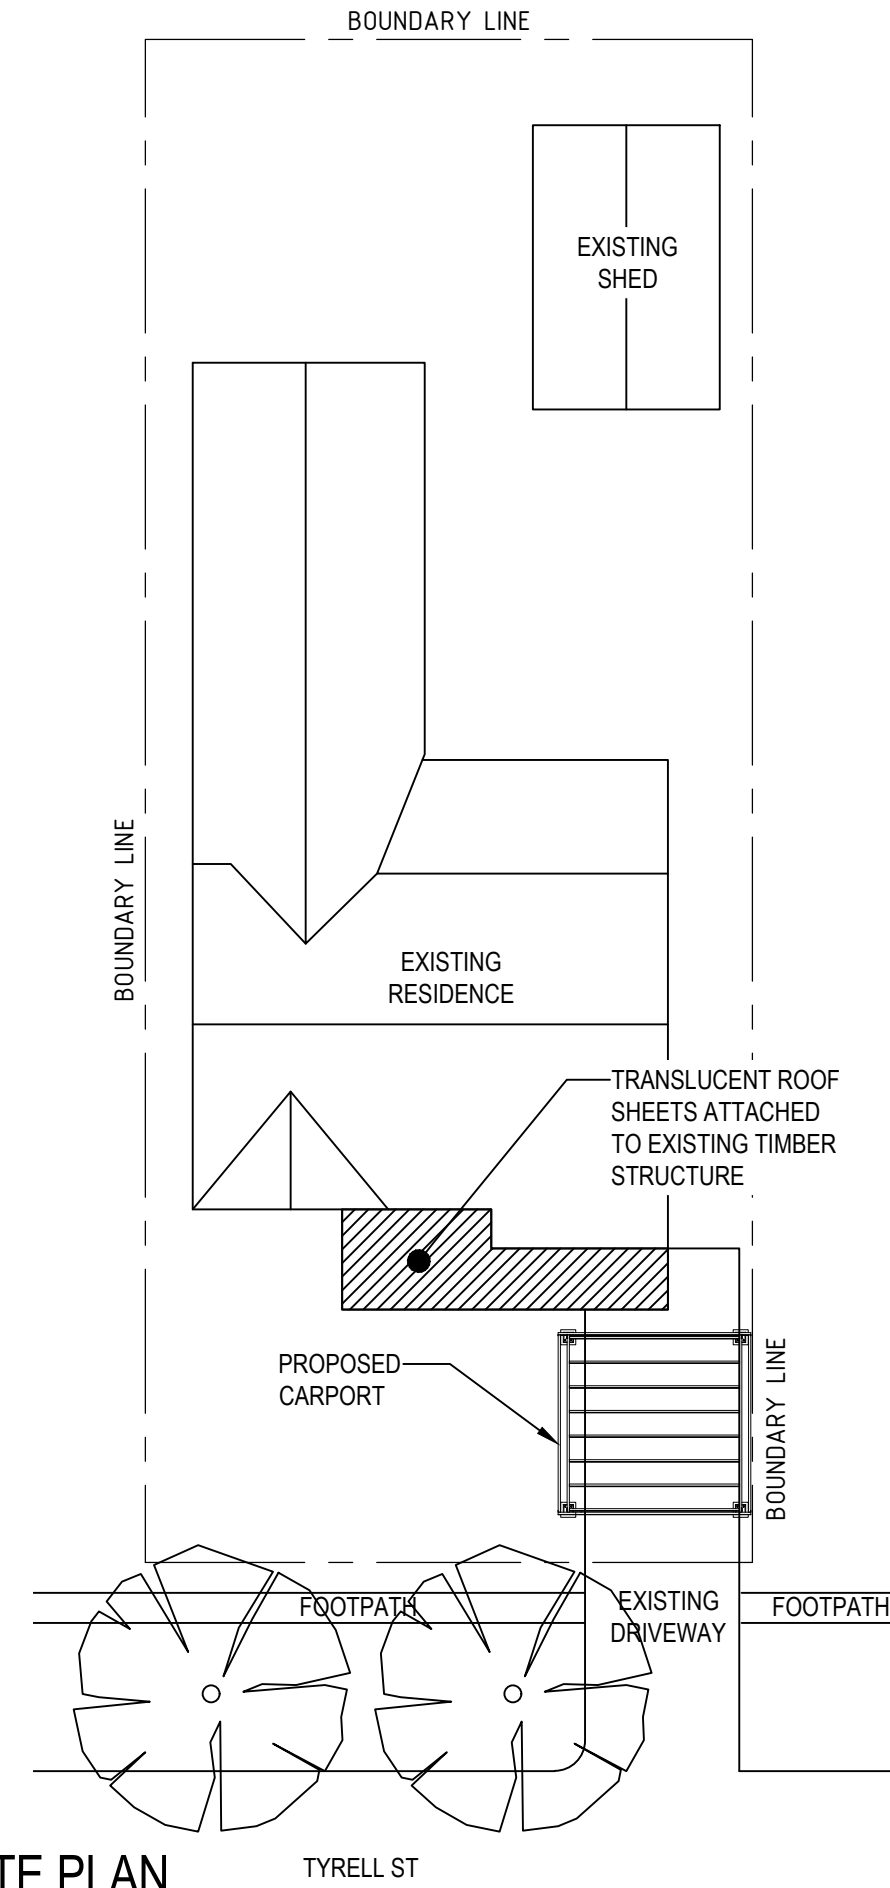 BOUNDARY LINE
EXISTING
SHED
BOUNDARY LINE
EXISTING
RESIDENCE
TRANSLUCENT ROOF
SHEETS ATTACHED
TO EXISTING TIMBER
STRUCTURE
PROPOSED
CARPORT
BOUNDARY LINE
FOOTPATH
EXISTING
DRIVEWAY
FOOTPATH
PLAN
TYRELL ST